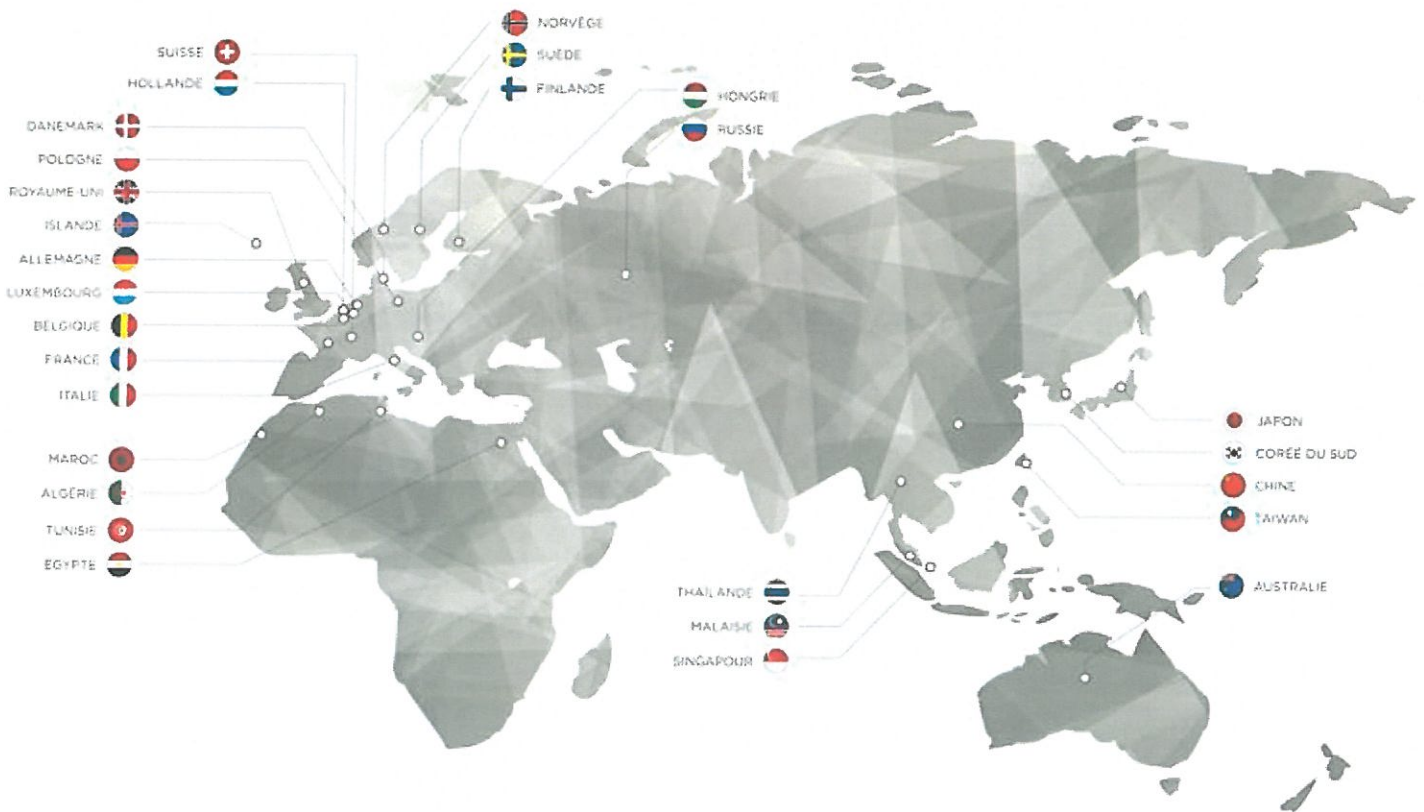 NORVÈGE
SUÈDE
FINLANDE
SUISSE
HOLLANDE
HONGRIE
RUSSIE
DANEMARK
POLOGNE
ROYAUME-UNI
ISLANDE
ALLEMAGNE
LUXEMBOURG
BELGIQUE
FRANCE
ITALIE
MAROC
ALGÉRIE
TUNISIE
EGYPTE
JAPON
CORÉE DU SUD
CHINE
TAIWAN
THAÏLANDE
MALAISIE
SINGAPOUR
AUSTRALIE